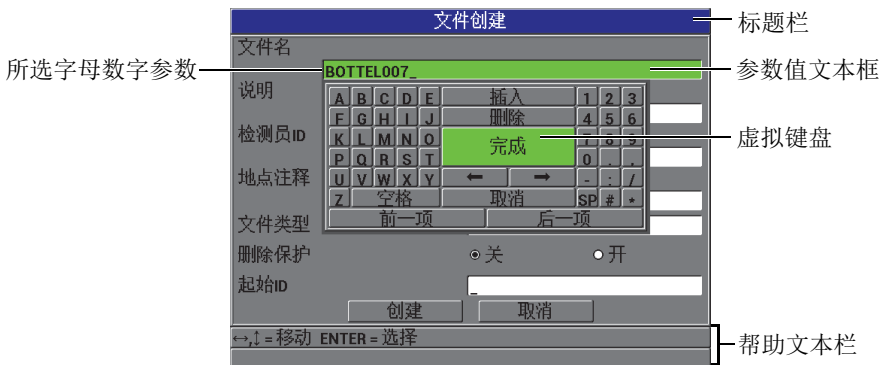 文件创建
标题栏
文件名
所选字母数字参数
BOTTEL007_
参数值文本框
说明
A B C D E 插入 1 2 3
F G H I J 删除 4 5 6
检测员ID
K L M N O 完成 7 8 9
虚拟键盘
P Q R S T 0 . ,
地点注释
U V W X Y ← → - : /
Z 空格 取消 SP # *
文件类型
前一项 后一项
删除保护 关 开
起始ID _
创建 取消
↔,↕ = 移动 ENTER = 选择
帮助文本栏